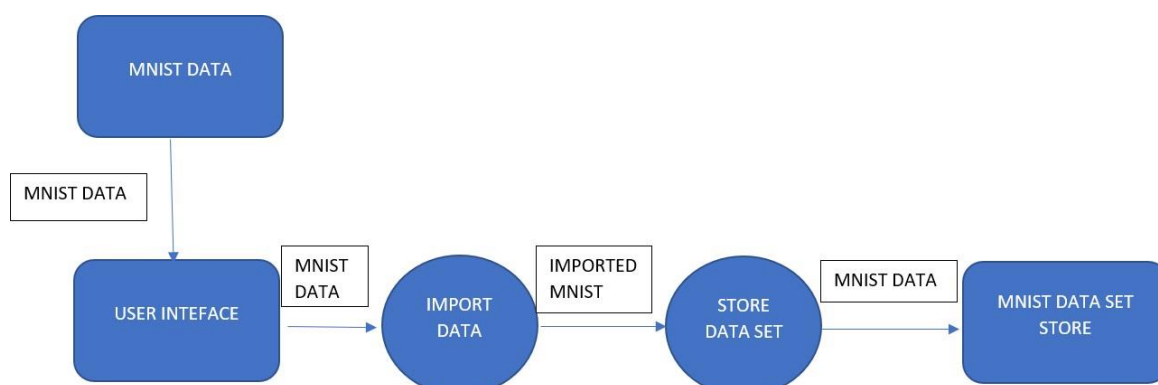 MNIST DATA
MNIST DATA
USER INTEFACE
MNIST
DATA
IMPORT
DATA
IMPORTED
MNIST
STORE
DATA SET
MNIST DATA
MNIST DATA SET
STORE